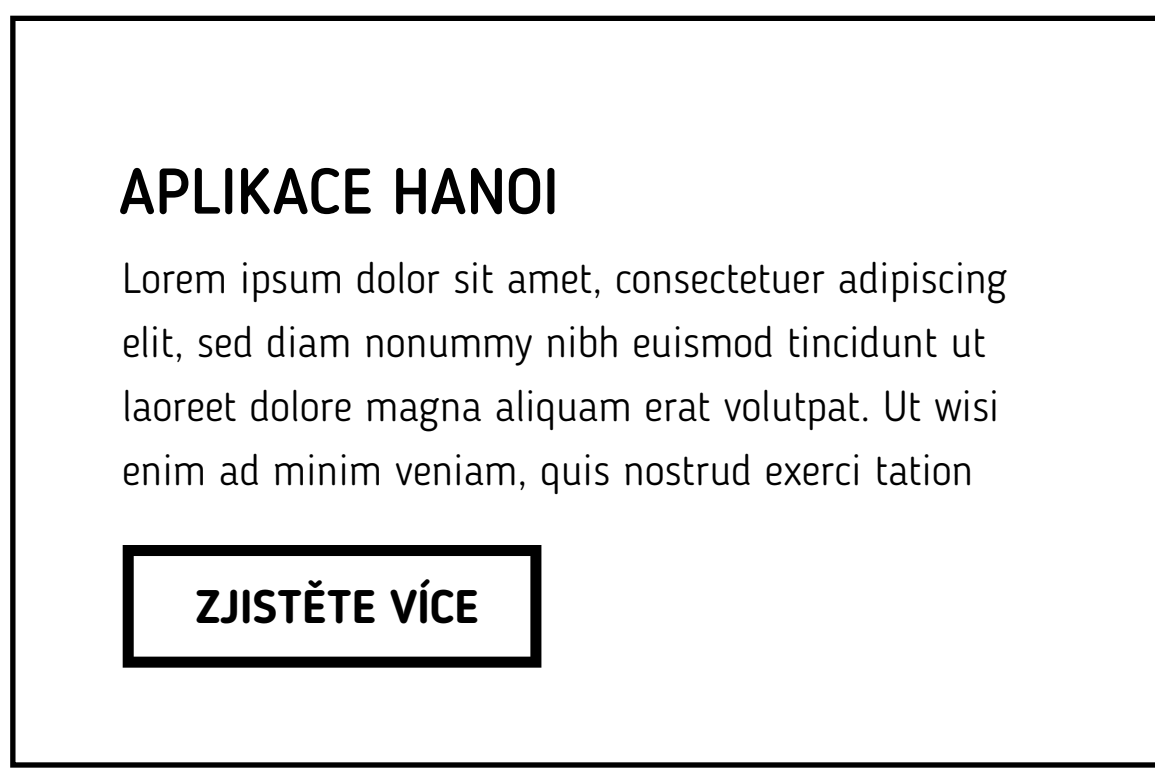 APLIKACE HANOI
Lorem ipsum dolor sit amet, consectetuer adipiscing
elit, sed diam nonummy nibh euismod tincidunt ut
laoreet dolore magna aliquam erat volutpat. Ut wisi
enim ad minim veniam, quis nostrud exerci tation
ZJISTĚTE VÍCE